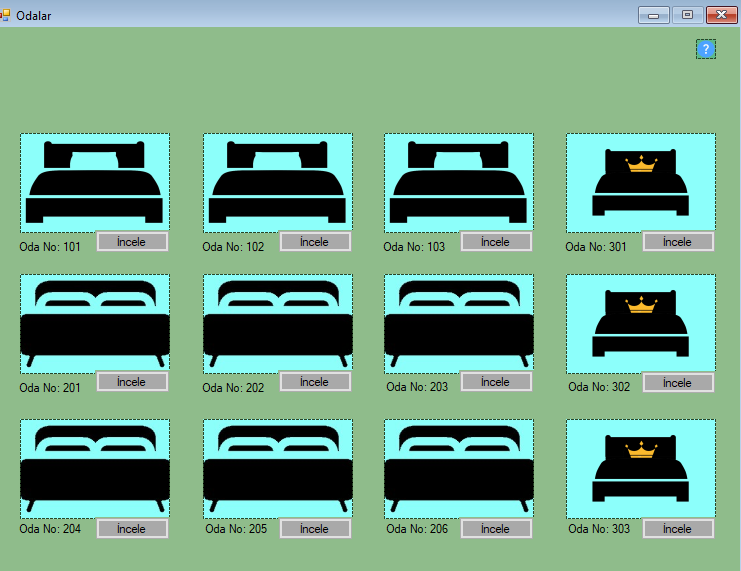 Odalar
?
Oda No: 101 İncele
Oda No: 102 İncele
Oda No: 103 İncele
Oda No: 301 İncele
Oda No: 201 İncele
Oda No: 202 İncele
Oda No: 203 İncele
Oda No: 302 İncele
Oda No: 204 İncele
Oda No: 205 İncele
Oda No: 206 İncele
Oda No: 303 İncele